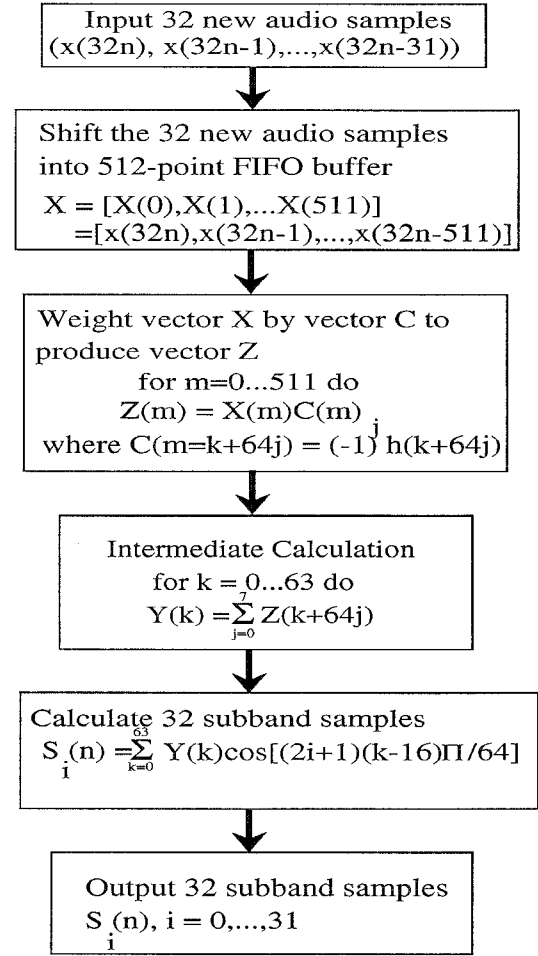 Input 32 new audio samples
(x(32n), x(32n-1),...,x(32n-31))
Shift the 32 new audio samples
into 512-point FIFO buffer
X = [X(0),X(1),...X(511)]
=[x(32n),x(32n-1),...,x(32n-511)]
Weight vector X by vector C to
produce vector Z
for m=0...511 do
Z(m) = X(m)C(m)
where C(m=k+64j) = (-1)^j h(k+64j)
Intermediate Calculation
for k = 0...63 do
Y(k) =∑_{j=0}^{7} Z(k+64j)
Calculate 32 subband samples
S_i(n) =∑_{k=0}^{63} Y(k)cos[(2i+1)(k-16)Π/64]
Output 32 subband samples
S_i(n), i = 0,...,31